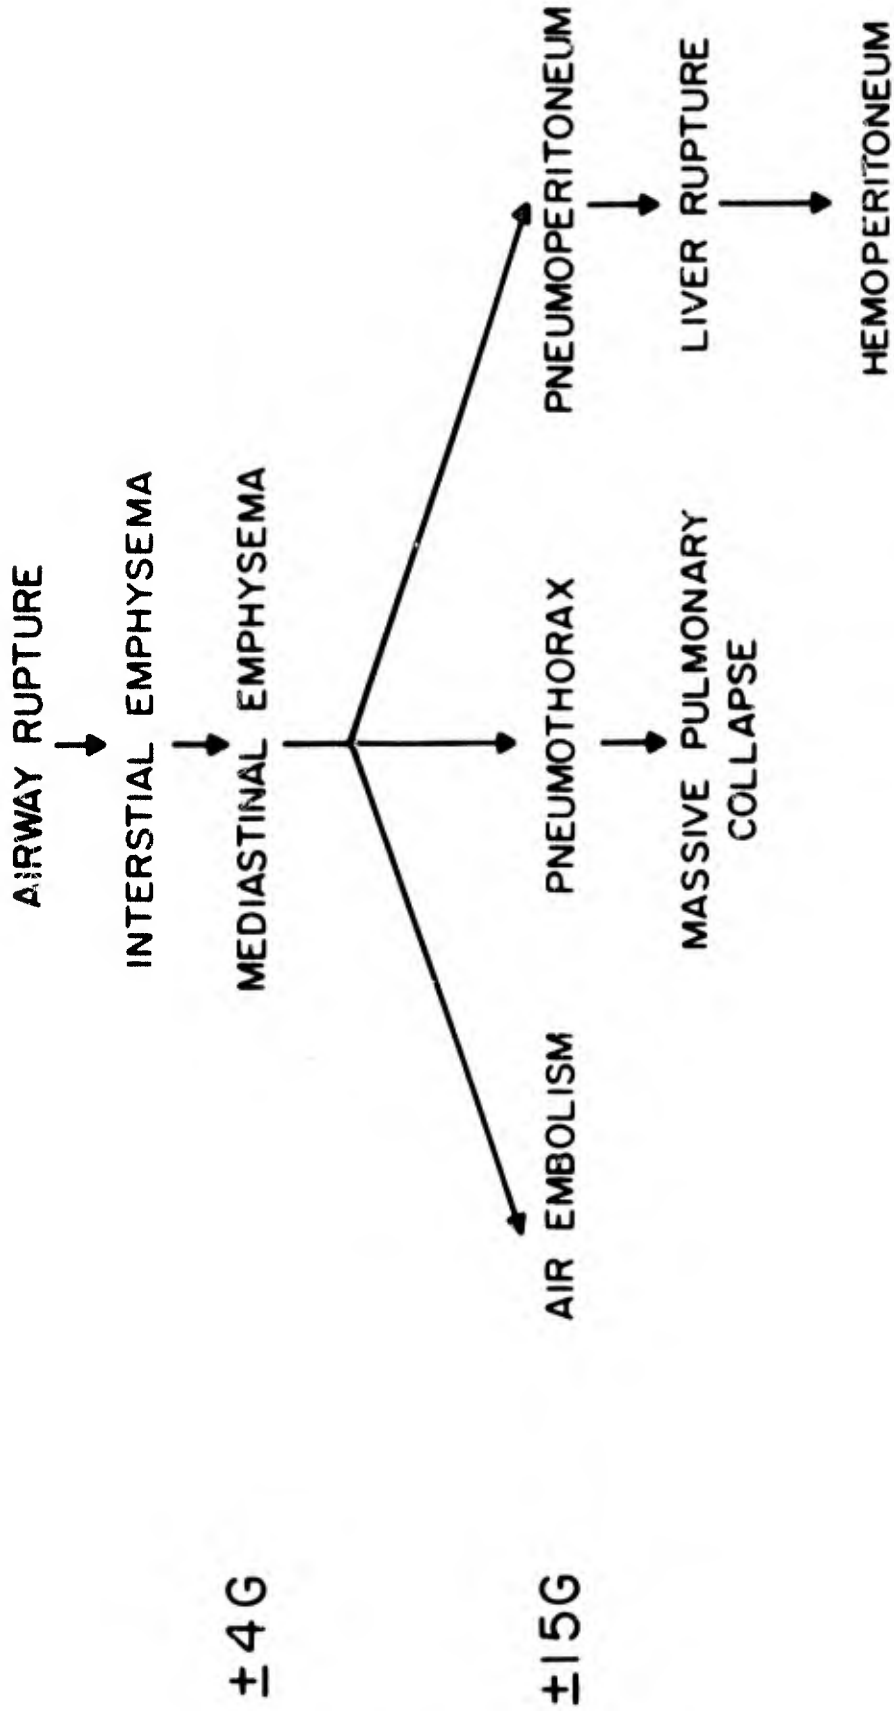 AIRWAY RUPTURE
INTERSTIAL EMPHYSEMA
±4G
MEDIASTINAL EMPHYSEMA
±15G
AIR EMBOLISM
PNEUMOTHORAX
PNEUMOPERITONEUM
MASSIVE PULMONARY
COLLAPSE
LIVER RUPTURE
HEMOPERITONEUM